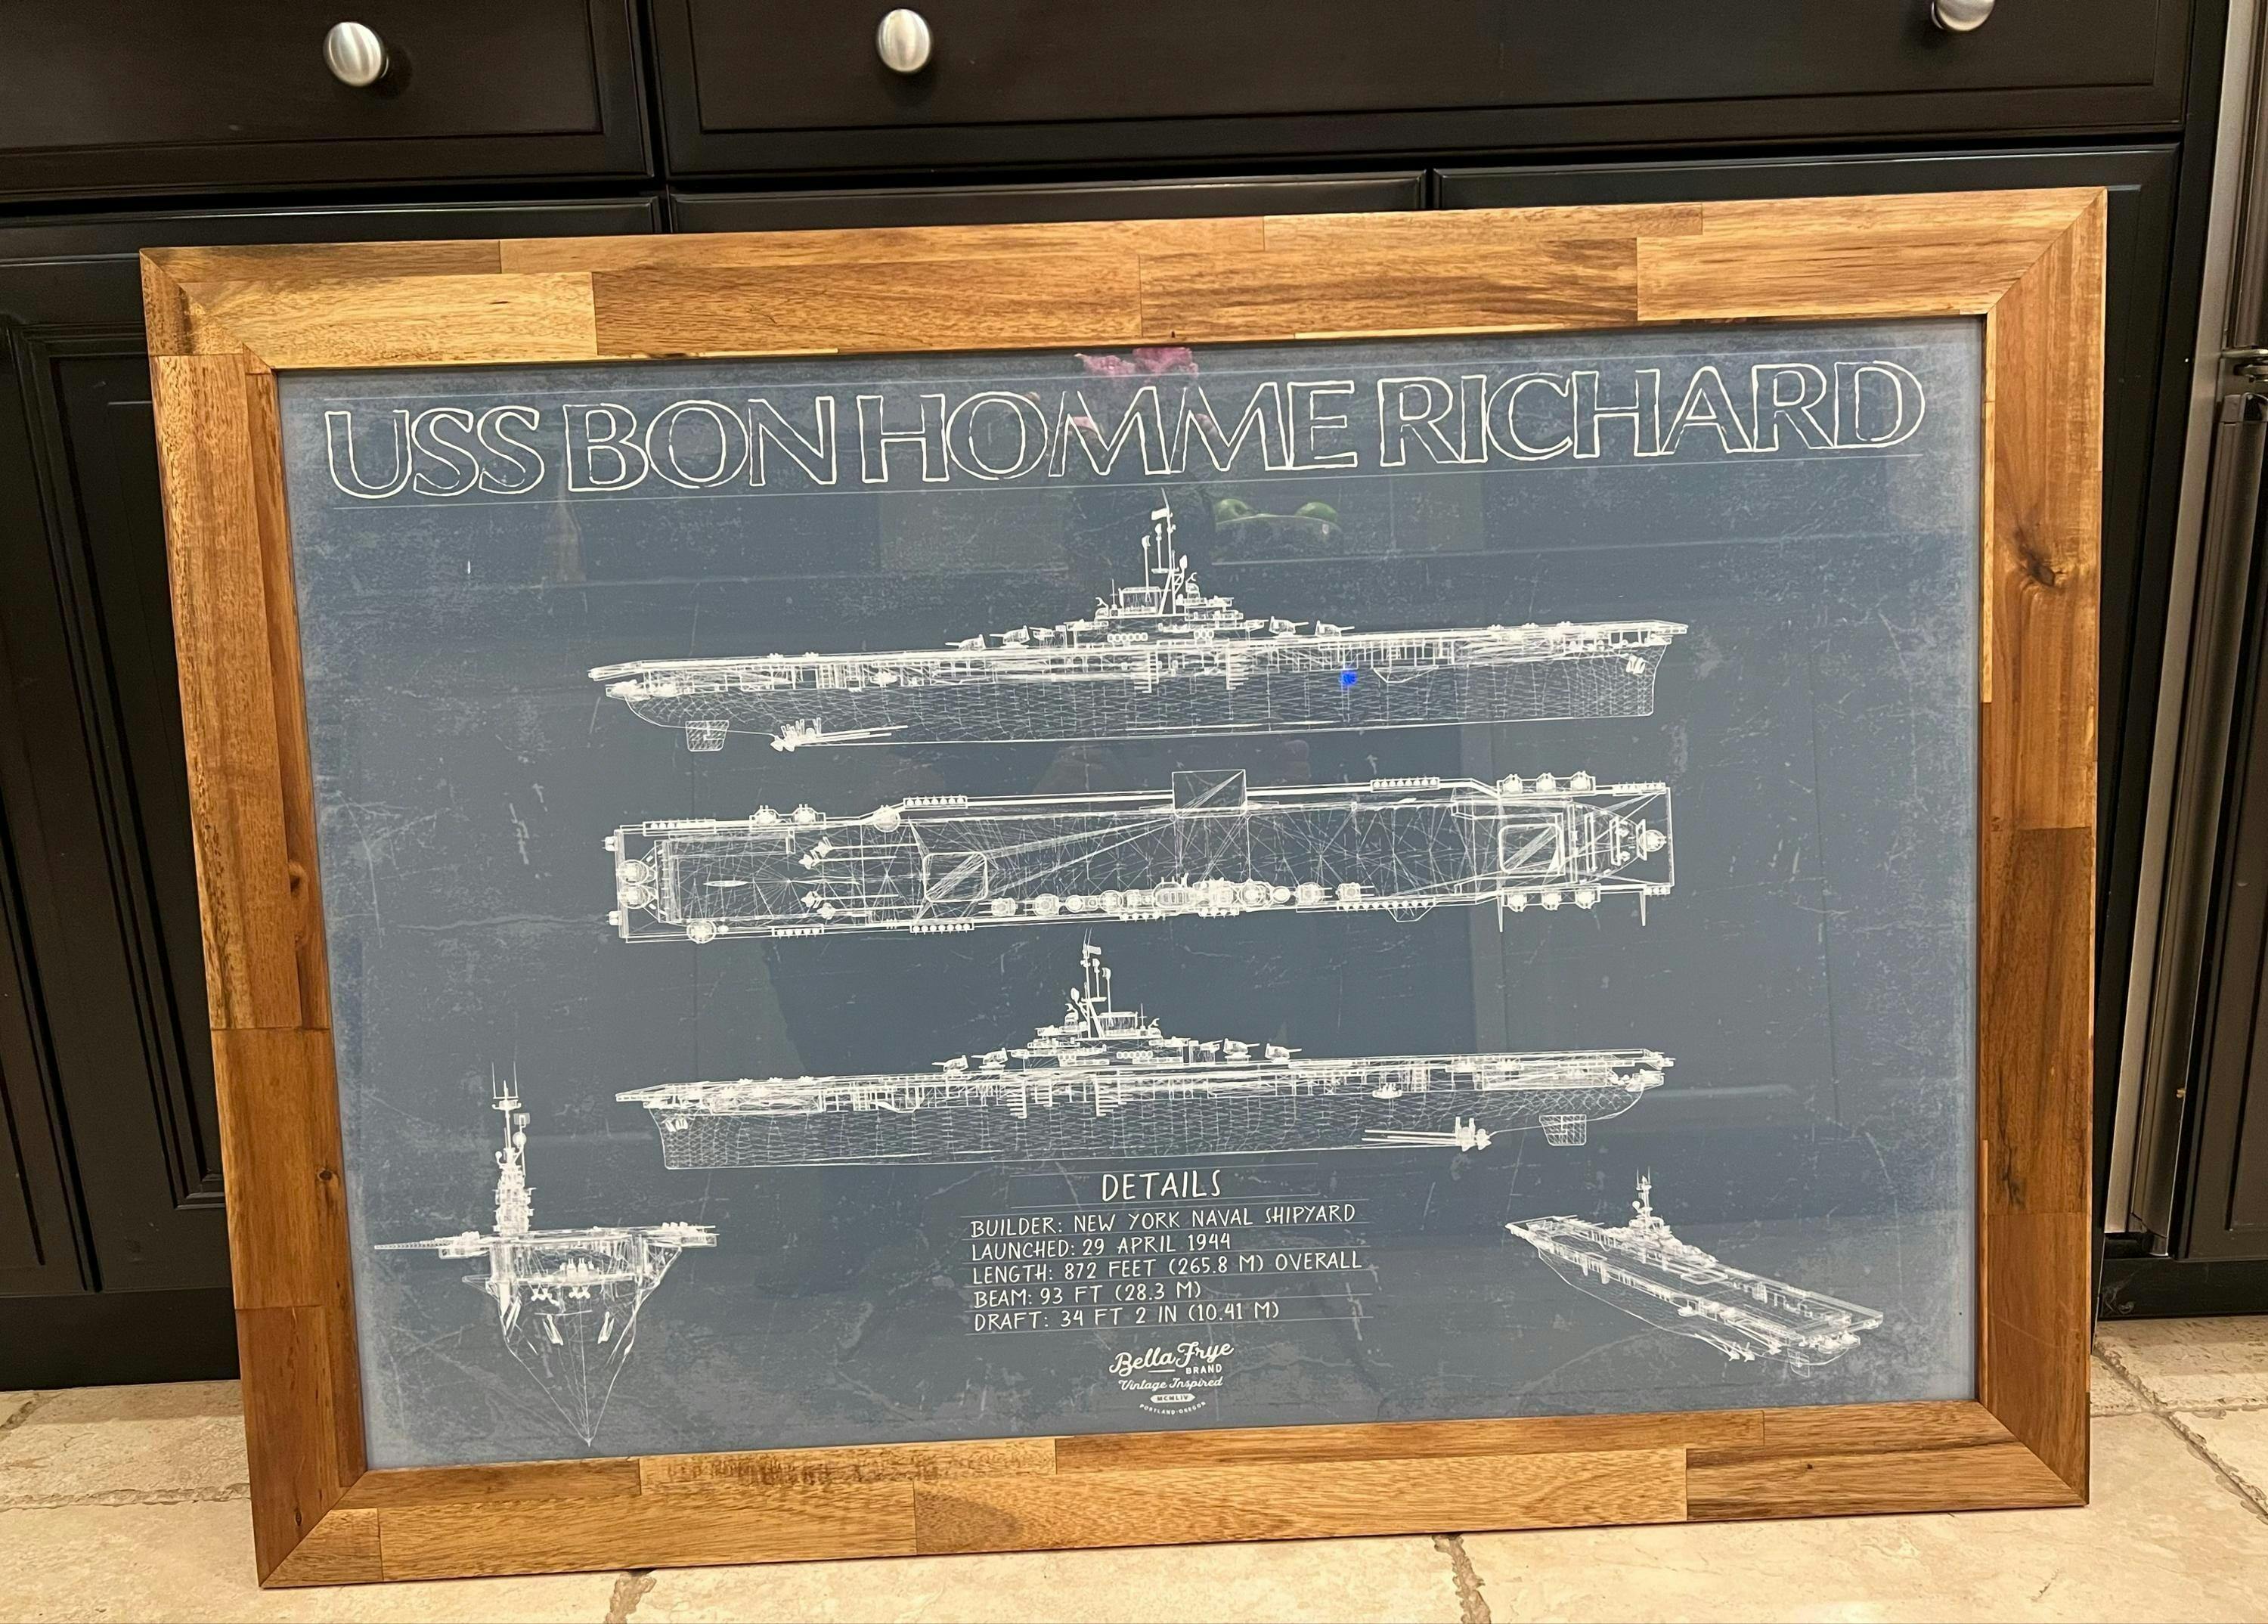 USS BON HOMME RICHARD
DETAILS
BUILDER: NEW YORK NAVAL SHIPYARD
LAUNCHED: 29 APRIL 1944
LENGTH: 872 FEET (265.8 M) OVERALL
BEAM: 93 FT (28.3 M)
DRAFT: 34 FT 2 IN (10.41 M)
Bella Frye
BRAND
Vintage Inspired
MCMLIV
PORTLAND-OREGON